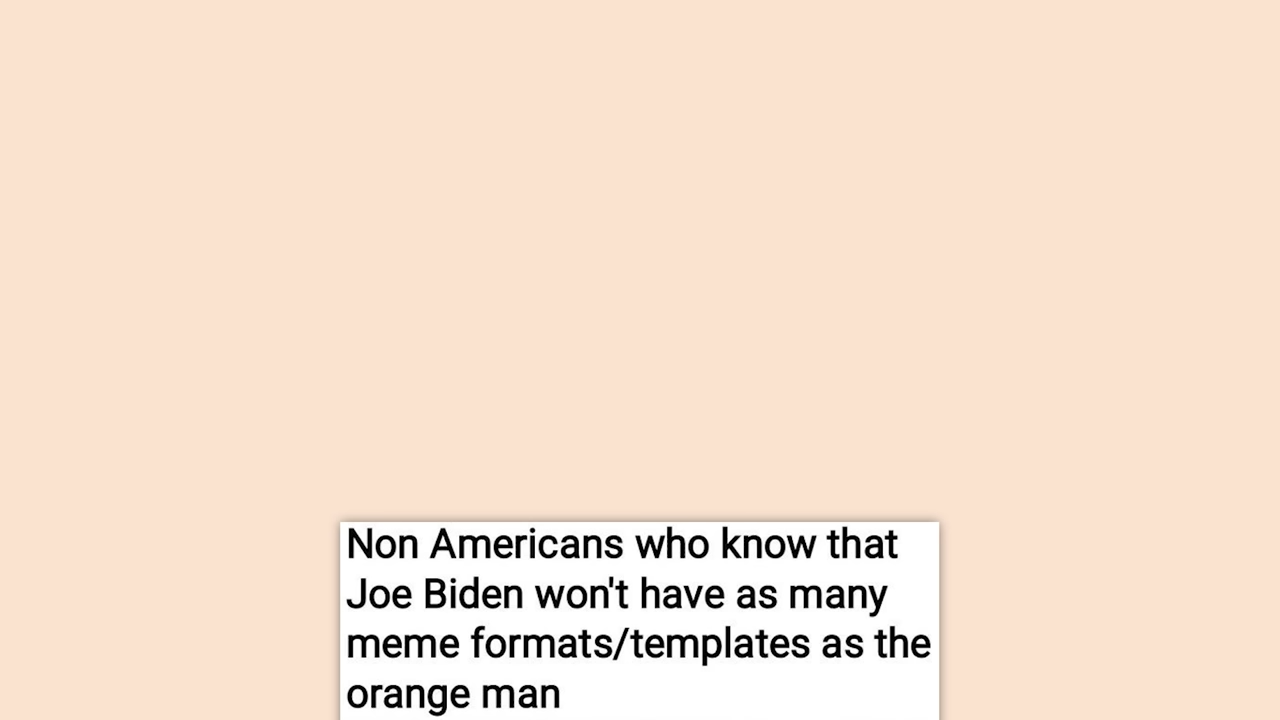 Non Americans who know that
Joe Biden won't have as many
meme formats/templates as the
orange man